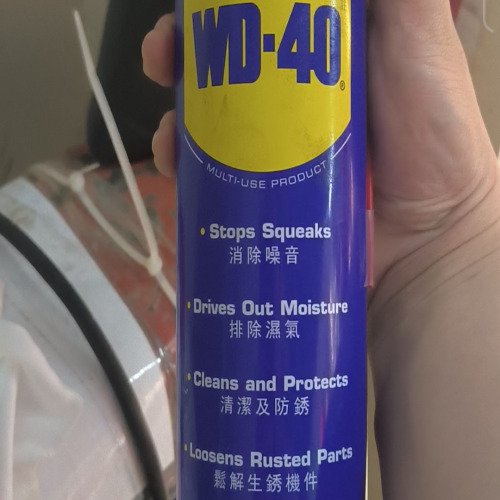 WD-40®
MULTI-USE PRODUCT
• Stops Squeaks
消除噪音
• Drives Out Moisture
排除濕氣
• Cleans and Protects
清潔及防銹
• Loosens Rusted Parts
鬆解生銹機件